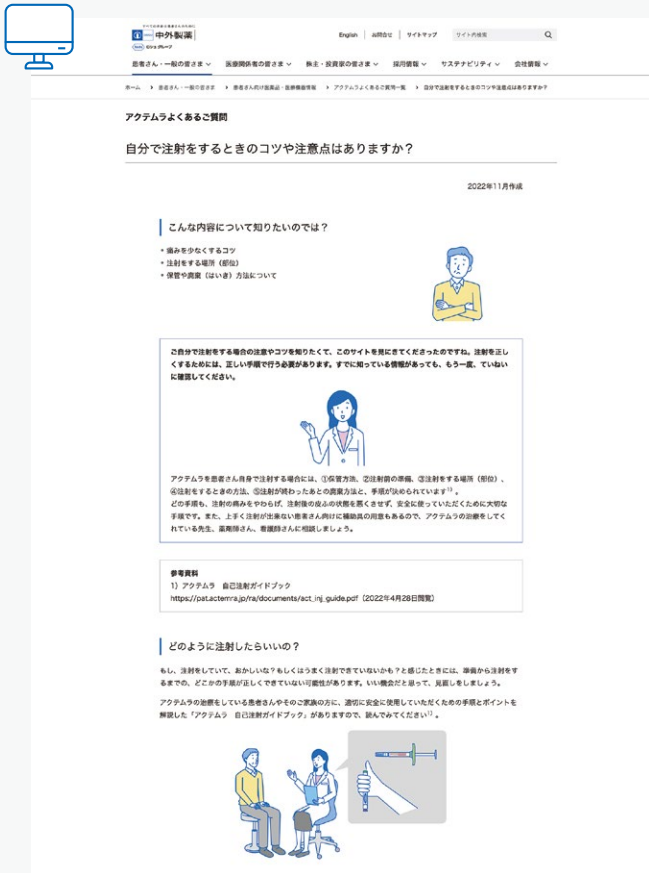 すべての革新は患者さんのために
中外製薬
Roche ロシュ グループ
English お問合せ サイトマップ サイト内検索
患者さん・一般の皆さま 医療関係者の皆さま 株主・投資家の皆さま 採用情報 サステナビリティ 会社情報
ホーム > 患者さん・一般の皆さま > 患者さん向け医薬品・医療機器情報 > アクテムラよくあるご質問一覧 > 自分で注射をするときのコツや注意点はありますか?
アクテムラよくあるご質問
自分で注射をするときのコツや注意点はありますか?
2022年11月作成
こんな内容について知りたいのでは?
・痛みを少なくするコツ
・注射をする場所(部位)
・保管や廃棄(はいき)方法について
ご自分で注射をする場合の注意やコツを知りたくて、このサイトを見にきてくださったのですね。注射を正し
くするためには、正しい手順で行う必要があります。すでに知っている情報があっても、もう一度、ていねい
に確認してください。
アクテムラを患者さん自身で注射する場合には、①保管方法、②注射前の準備、③注射をする場所(部位)、
④注射をするときの方法、⑤注射が終わったあとの廃棄方法と、手順が決められています1)。
どの手順も、注射の痛みをやわらげ、注射後の皮ふの状態を悪くさせず、安全に使っていただくために大切な
手順です。また、上手く注射が出来ない患者さん向けに補助具の用意もあるので、アクテムラの治療をしてく
れている先生、薬剤師さん、看護師さんに相談しましょう。
参考資料
1)アクテムラ 自己注射ガイドブック
https://pat.actemra.jp/ra/documents/act_inj_guide.pdf(2022年4月28日閲覧)
どのように注射したらいいの?
もし、注射をしていて、おかしいな?もしくはうまく注射できていないかも?と感じたときには、準備から注射をす
るまでの、どこかの手順が正しくできていない可能性があります。いい機会だと思って、見直しをしましょう。
アクテムラの治療をしている患者さんやそのご家族の方に、適切に安全に使用していただくための手順とポイントを
解説した「アクテムラ 自己注射ガイドブック」がありますので、読んでみてください1)。